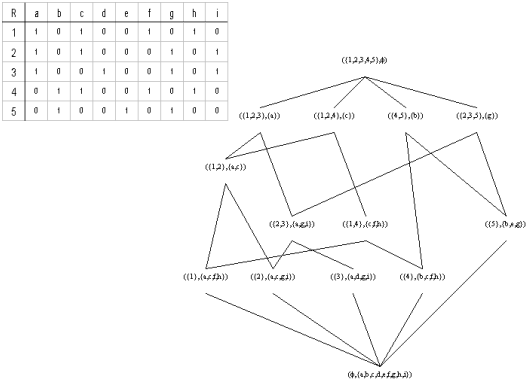 R a b c d e f g h i
1 1 0 1 0 0 1 0 1 0
2 1 0 1 0 0 0 1 0 1
3 1 0 0 1 0 0 1 0 1
4 0 1 1 0 0 1 0 1 0
5 0 1 0 0 1 0 1 0 0
({1,2,3,4,5},ϕ)
({1,2,3},{a}) ({1,2,4},{c}) ({4,5},{b}) ({2,3,5},{g})
({1,2},{a,c})
({2,3},{a,g,i}) ({1,4},{c,f,h}) ({5},{b,e,g})
({1},{a,c,f,h}) ({2},{a,c,g,i}) ({3},{a,d,g,i}) ({4},{b,c,f,h})
(ϕ,{a,b,c,d,e,f,g,h,i})